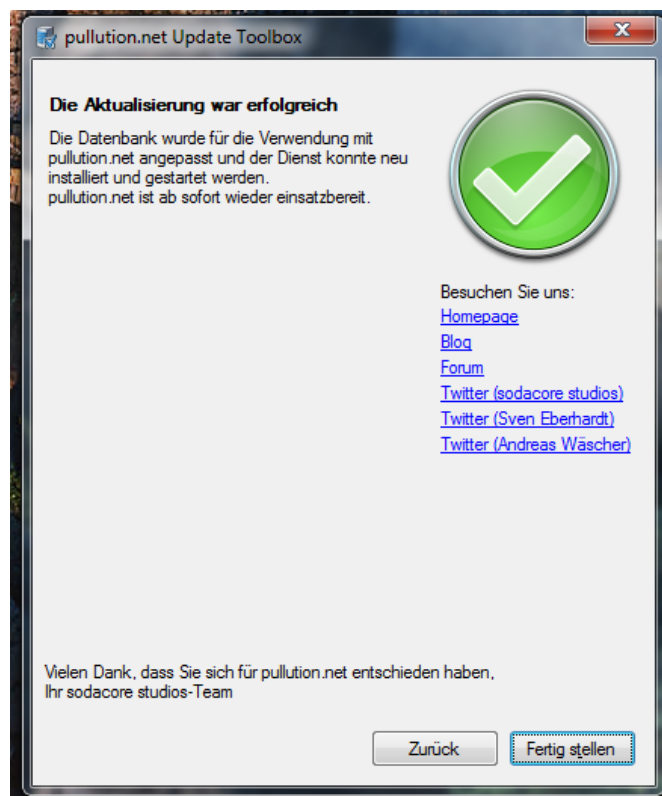 pullution.net Update Toolbox
Die Aktualisierung war erfolgreich
Die Datenbank wurde für die Verwendung mit
pullution.net angepasst und der Dienst konnte neu
installiert und gestartet werden.
pullution.net ist ab sofort wieder einsatzbereit.
Besuchen Sie uns:
Homepage
Blog
Forum
Twitter (sodacore studios)
Twitter (Sven Eberhardt)
Twitter (Andreas Wäscher)
Vielen Dank, dass Sie sich für pullution.net entschieden haben,
Ihr sodacore studios-Team
Zurück
Fertig stellen